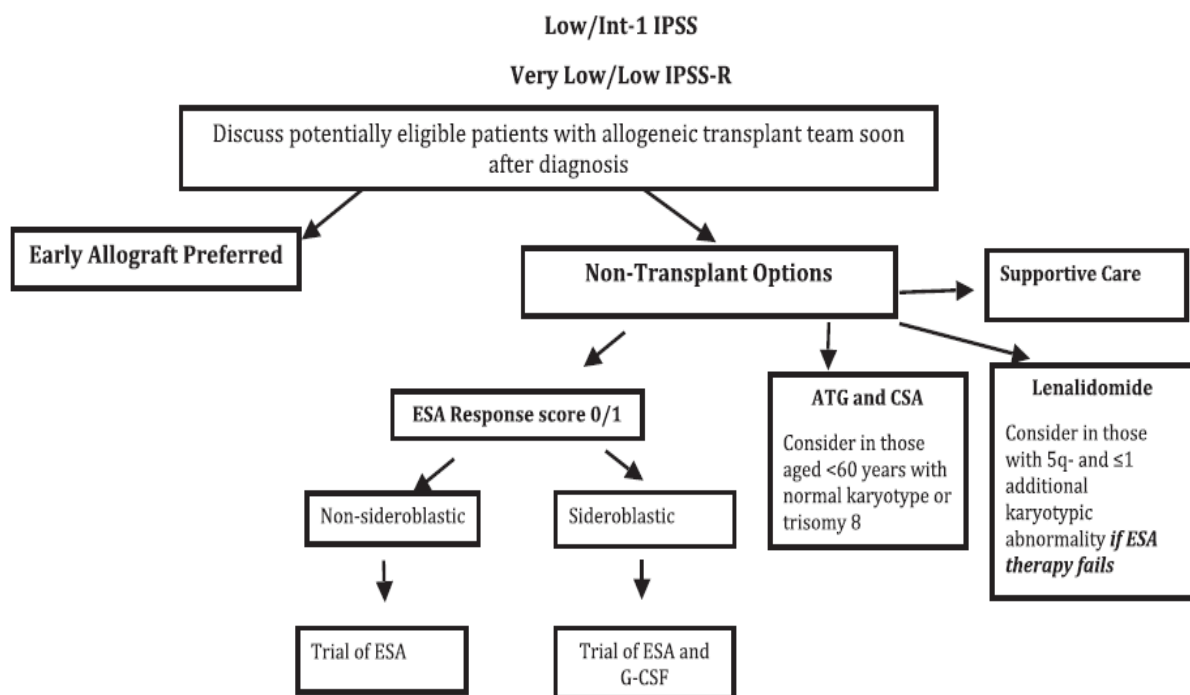 Low/Int-1 IPSS
Very Low/Low IPSS-R
Discuss potentially eligible patients with allogeneic transplant team soon
after diagnosis
Early Allograft Preferred
Non-Transplant Options
Supportive Care
ESA Response score 0/1
ATG and CSA
Consider in those
aged <60 years with
normal karyotype or
trisomy 8
Lenalidomide
Consider in those
with 5q- and ≤1
additional
karyotypic
abnormality if ESA
therapy fails
Non-sideroblastic
Sideroblastic
Trial of ESA
Trial of ESA and
G-CSF